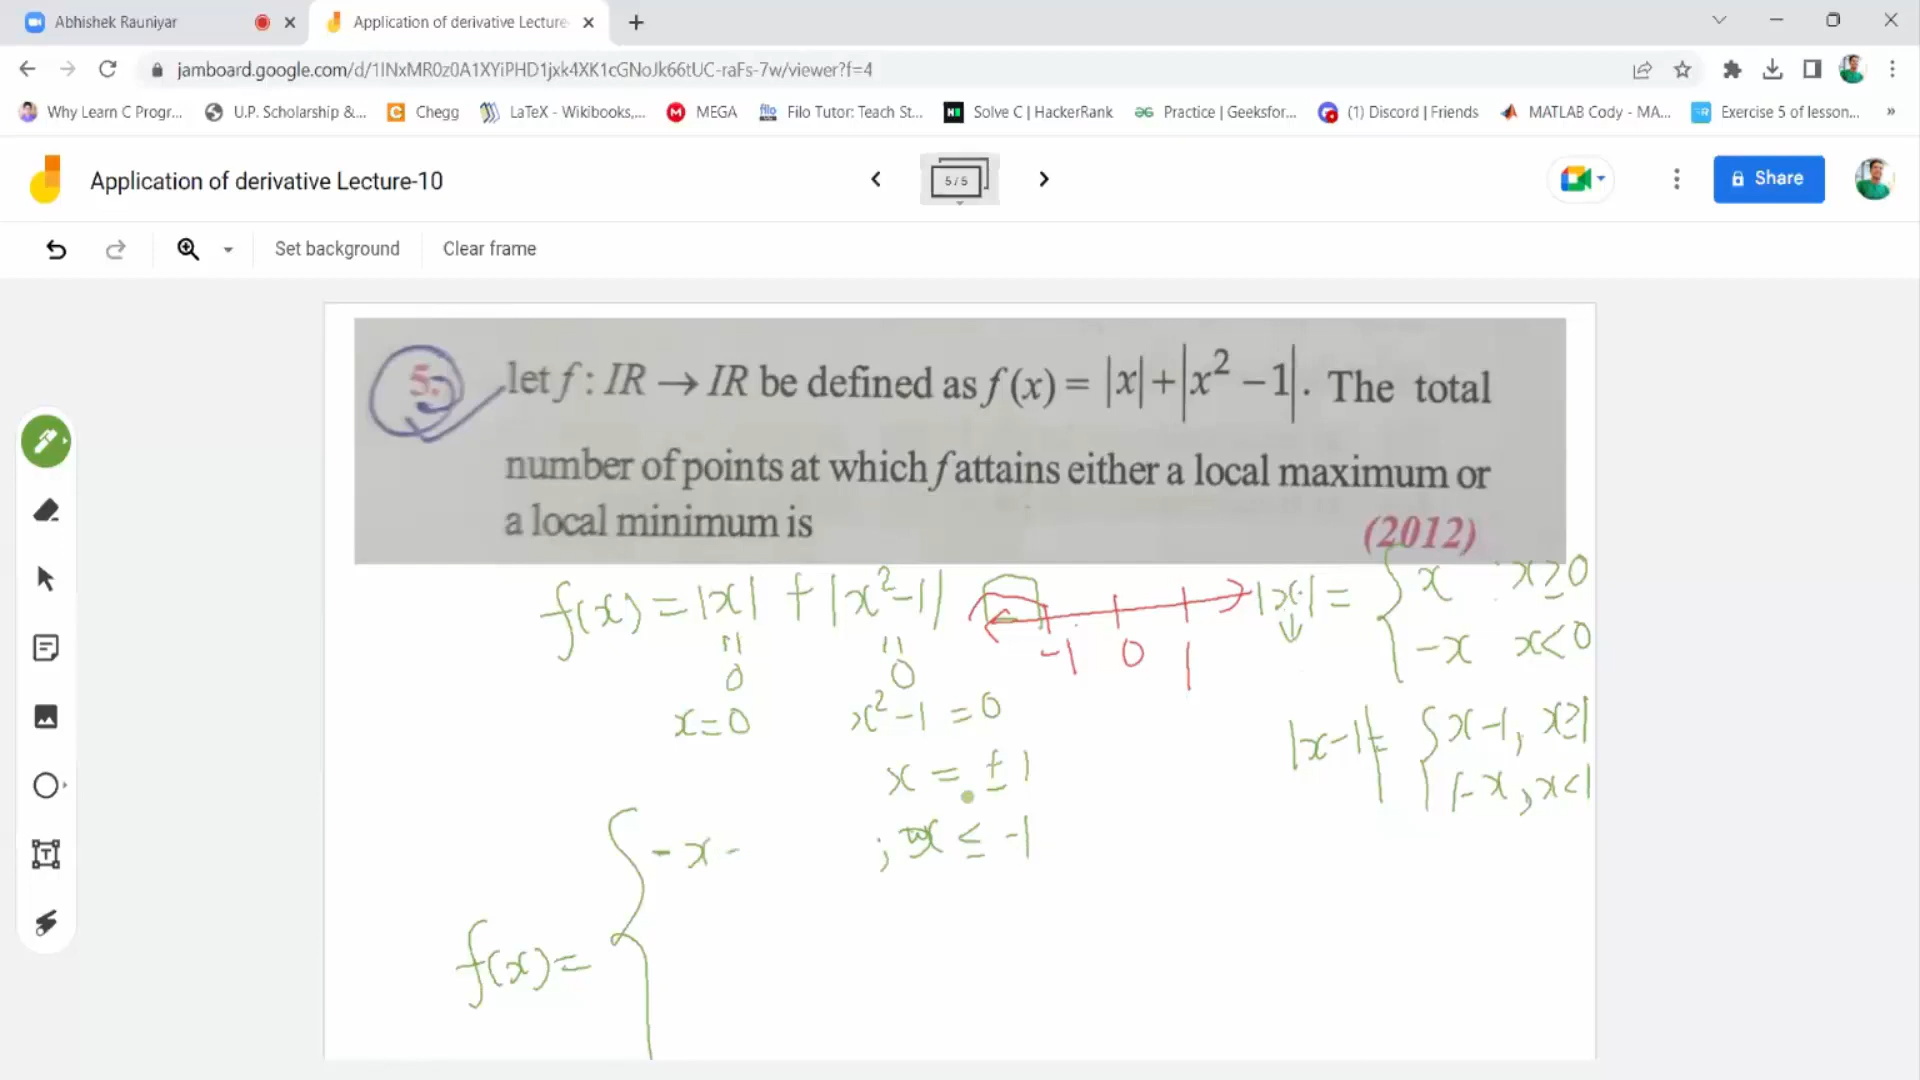 Abhishek Rauniyar
Application of derivative Lecture-
jamboard.google.com/d/1INxMR0z0A1XYiPHD1jxk4XK1cGNoJk66tUC-raFs-7w/viewer?f=4
Why Learn C Progr... U.P. Scholarship &... Chegg LaTeX - Wikibooks,... MEGA Filo Tutor: Teach St... Solve C | HackerRank Practice | Geeksfor... (1) Discord | Friends MATLAB Cody - MA... Exercise 5 of lesson... »
Application of derivative Lecture-10
5/5
Share
Set background Clear frame
5. let f : IR → IR be defined as f(x) = |x| + |x² − 1|. The total
number of points at which f attains either a local maximum or
a local minimum is (2012)
f(x) = |x| + |x²-1|
0 0
x=0 x²-1 = 0
x = ± 1
-1 0 1
|x| = { x x≥0
-x x<0
|x-1| = { x-1, x≥1
1-x, x<1
f(x) = { -x - ; x ≤ -1